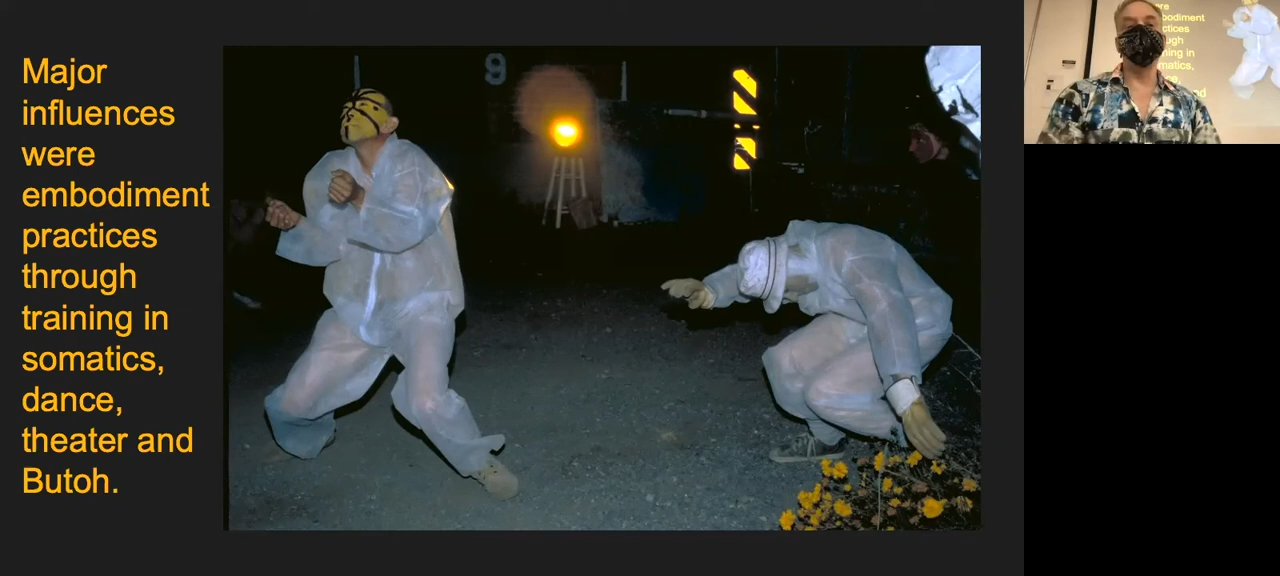 Major
influences
were
embodiment
practices
through
training in
somatics,
dance,
theater and
Butoh.
9